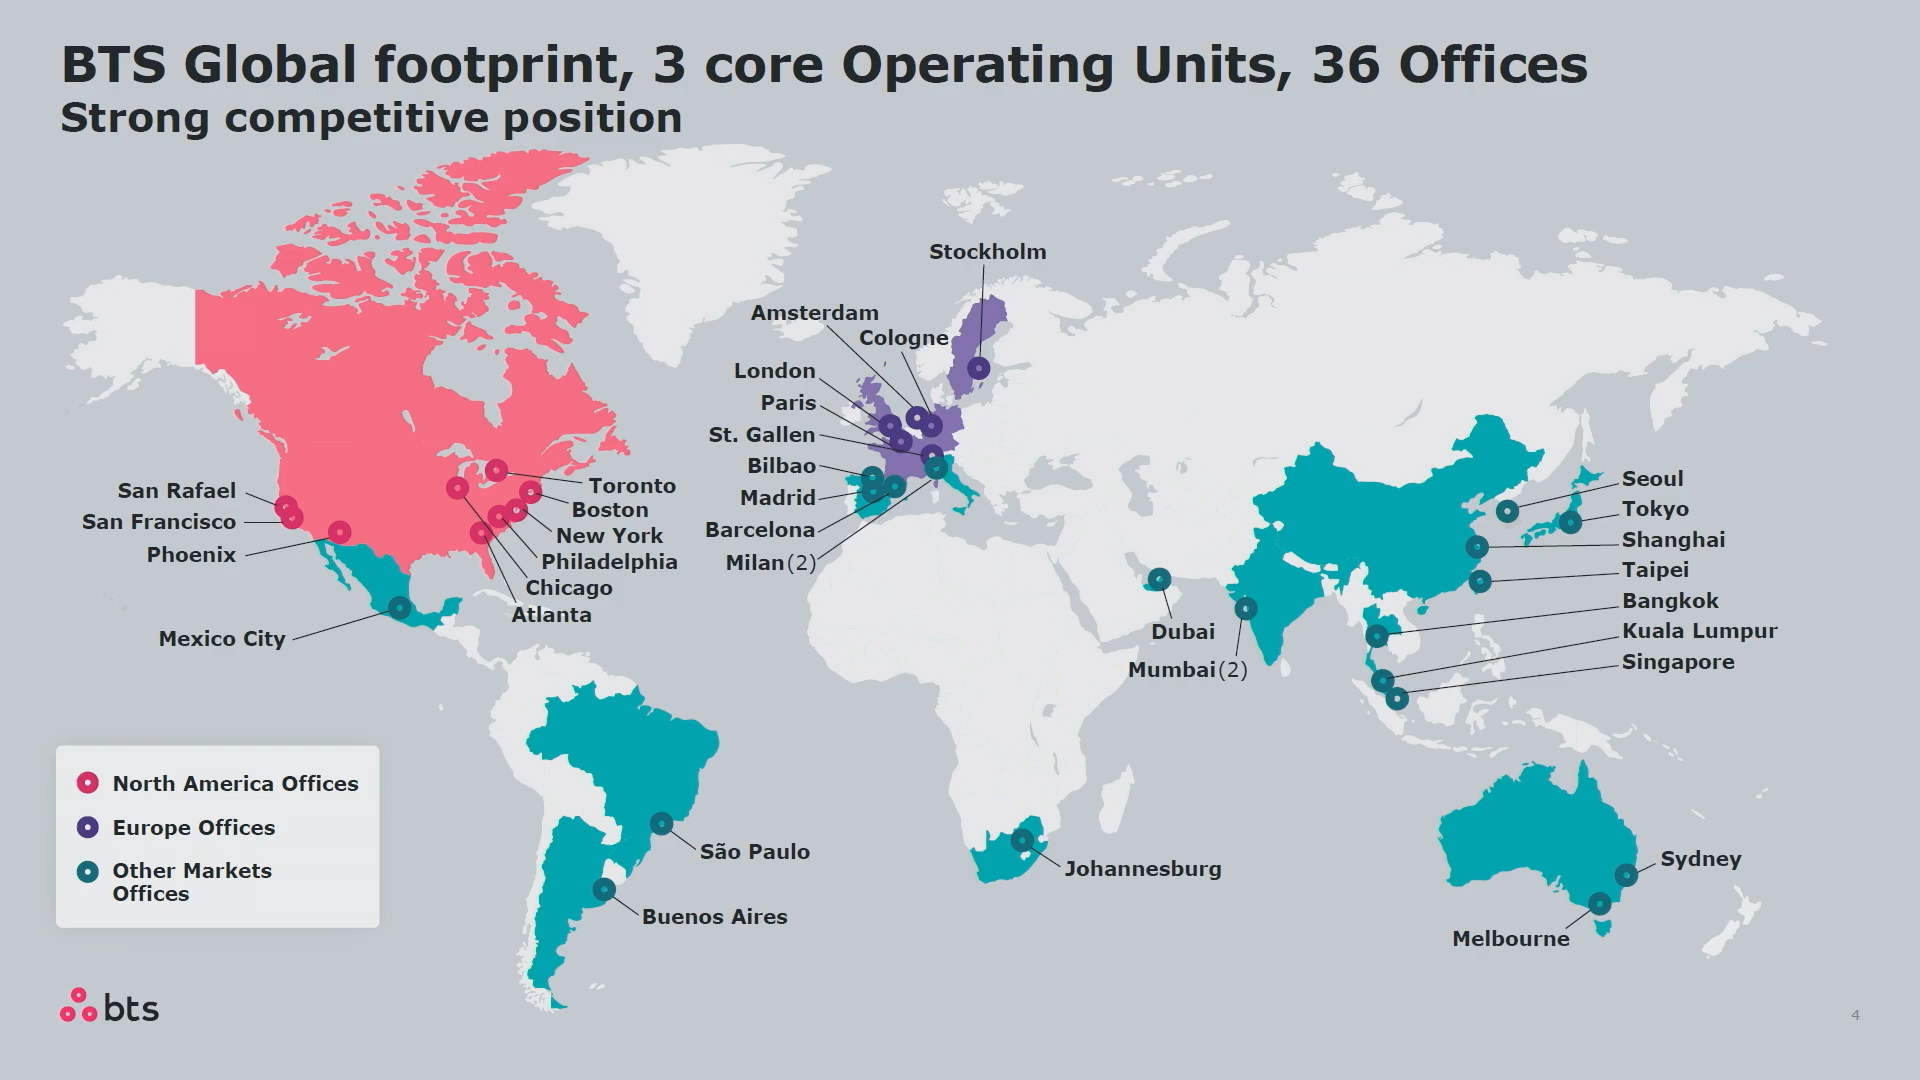 BTS Global footprint, 3 core Operating Units, 36 Offices
Strong competitive position
Stockholm
Amsterdam
Cologne
London
Paris
St. Gallen
Bilbao
Madrid
Barcelona
Milan (2)
San Rafael
San Francisco
Phoenix
Mexico City
Toronto
Boston
New York
Philadelphia
Chicago
Atlanta
Dubai
Mumbai (2)
Seoul
Tokyo
Shanghai
Taipei
Bangkok
Kuala Lumpur
Singapore
São Paulo
Buenos Aires
Johannesburg
Sydney
Melbourne
North America Offices
Europe Offices
Other Markets
Offices
bts
4